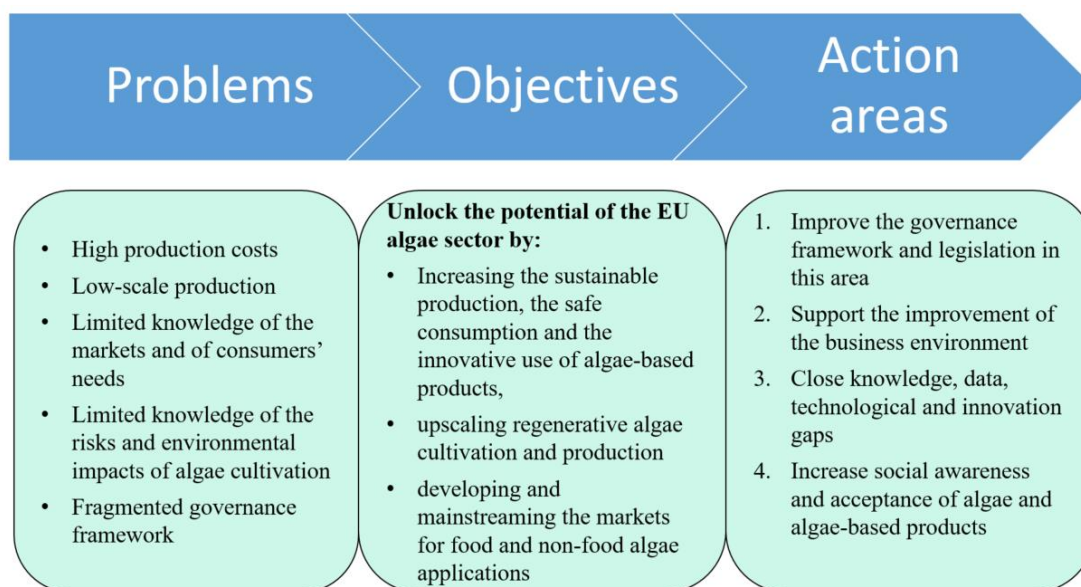 Problems
Objectives
Action
areas
• High production costs
• Low-scale production
• Limited knowledge of the
markets and of consumers’
needs
• Limited knowledge of the
risks and environmental
impacts of algae cultivation
• Fragmented governance
framework
Unlock the potential of the EU
algae sector by:
• Increasing the sustainable
production, the safe
consumption and the
innovative use of algae-based
products,
• upscaling regenerative algae
cultivation and production
• developing and
mainstreaming the markets
for food and non-food algae
applications
1. Improve the governance
framework and legislation in
this area
2. Support the improvement of
the business environment
3. Close knowledge, data,
technological and innovation
gaps
4. Increase social awareness
and acceptance of algae and
algae-based products